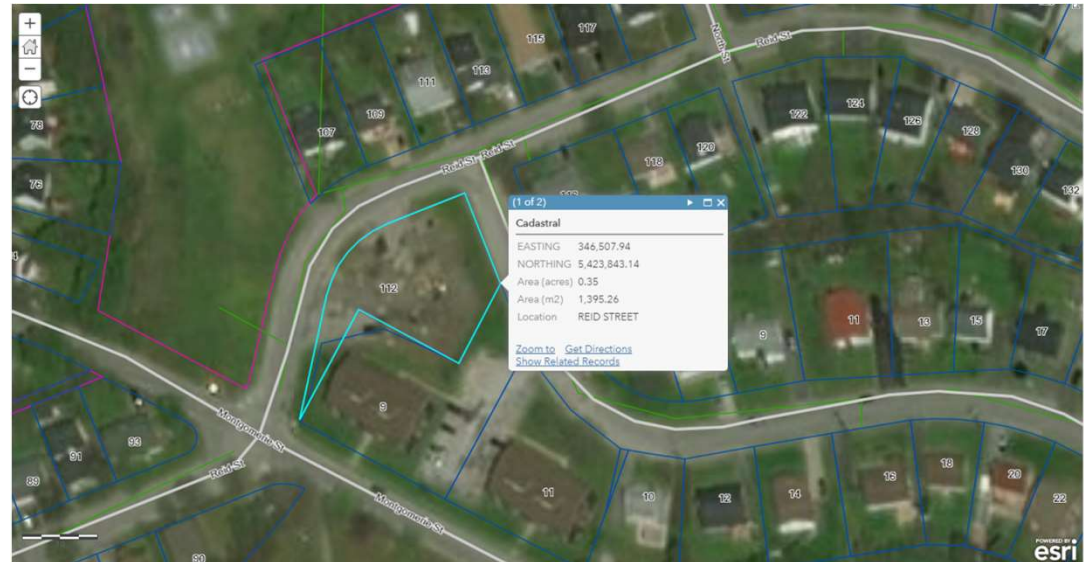 117
115
Reid St
North St
113
111
78
109
107
122
124
126
128
120
118
130
76
132
Reid St
Reid St
(1 of 2)
Cadastral
EASTING 346,507.94
NORTHING 5,423,843.14
Area (acres) 0.35
Area (m2) 1,395.26
Location REID STREET
Zoom to Get Directions
Show Related Records
112
9
11
13
15
17
9
Montgomerie St
93
91
89
Reid St
Montgomerie St
11
10
12
14
16
18
20
22
90
POWERED BY
esri